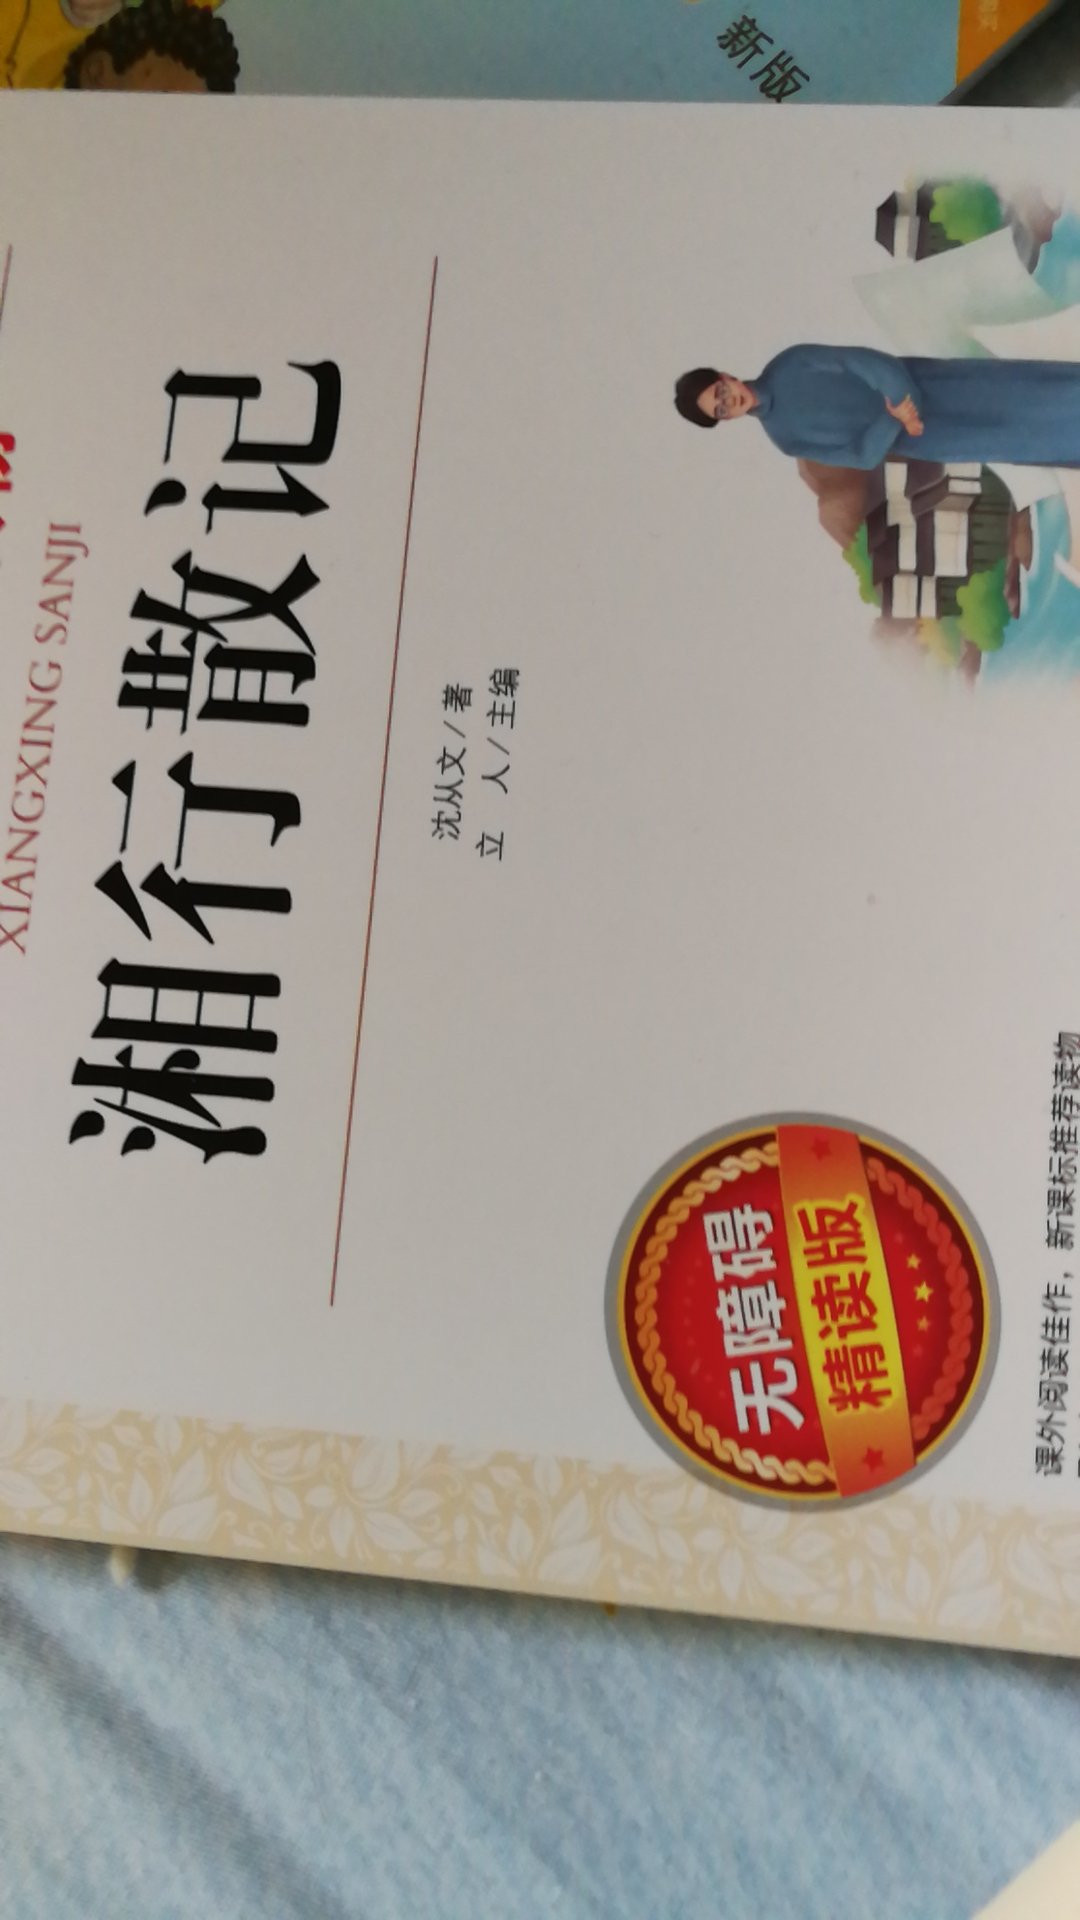 新版
XIANGXING SANJI
湘行散记
沈从文/著
立 人/主编
无障碍
精读版
课外阅读佳作，新课标推荐读物